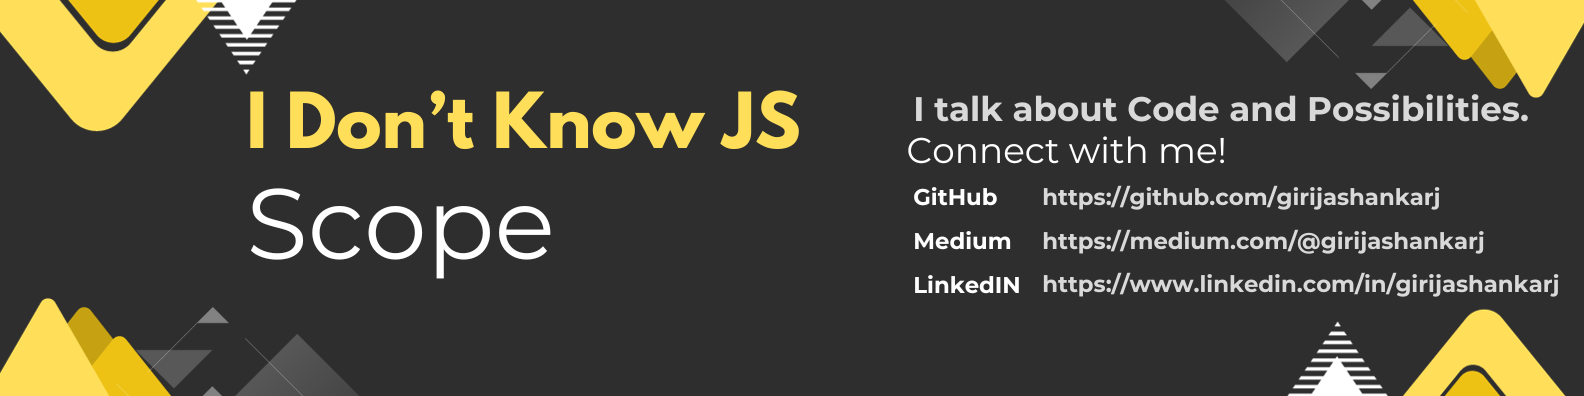 I Don’t Know JS
Scope
I talk about Code and Possibilities.
Connect with me!
GitHub https://github.com/girijashankarj
Medium https://medium.com/@girijashankarj
LinkedIN https://www.linkedin.com/in/girijashankarj